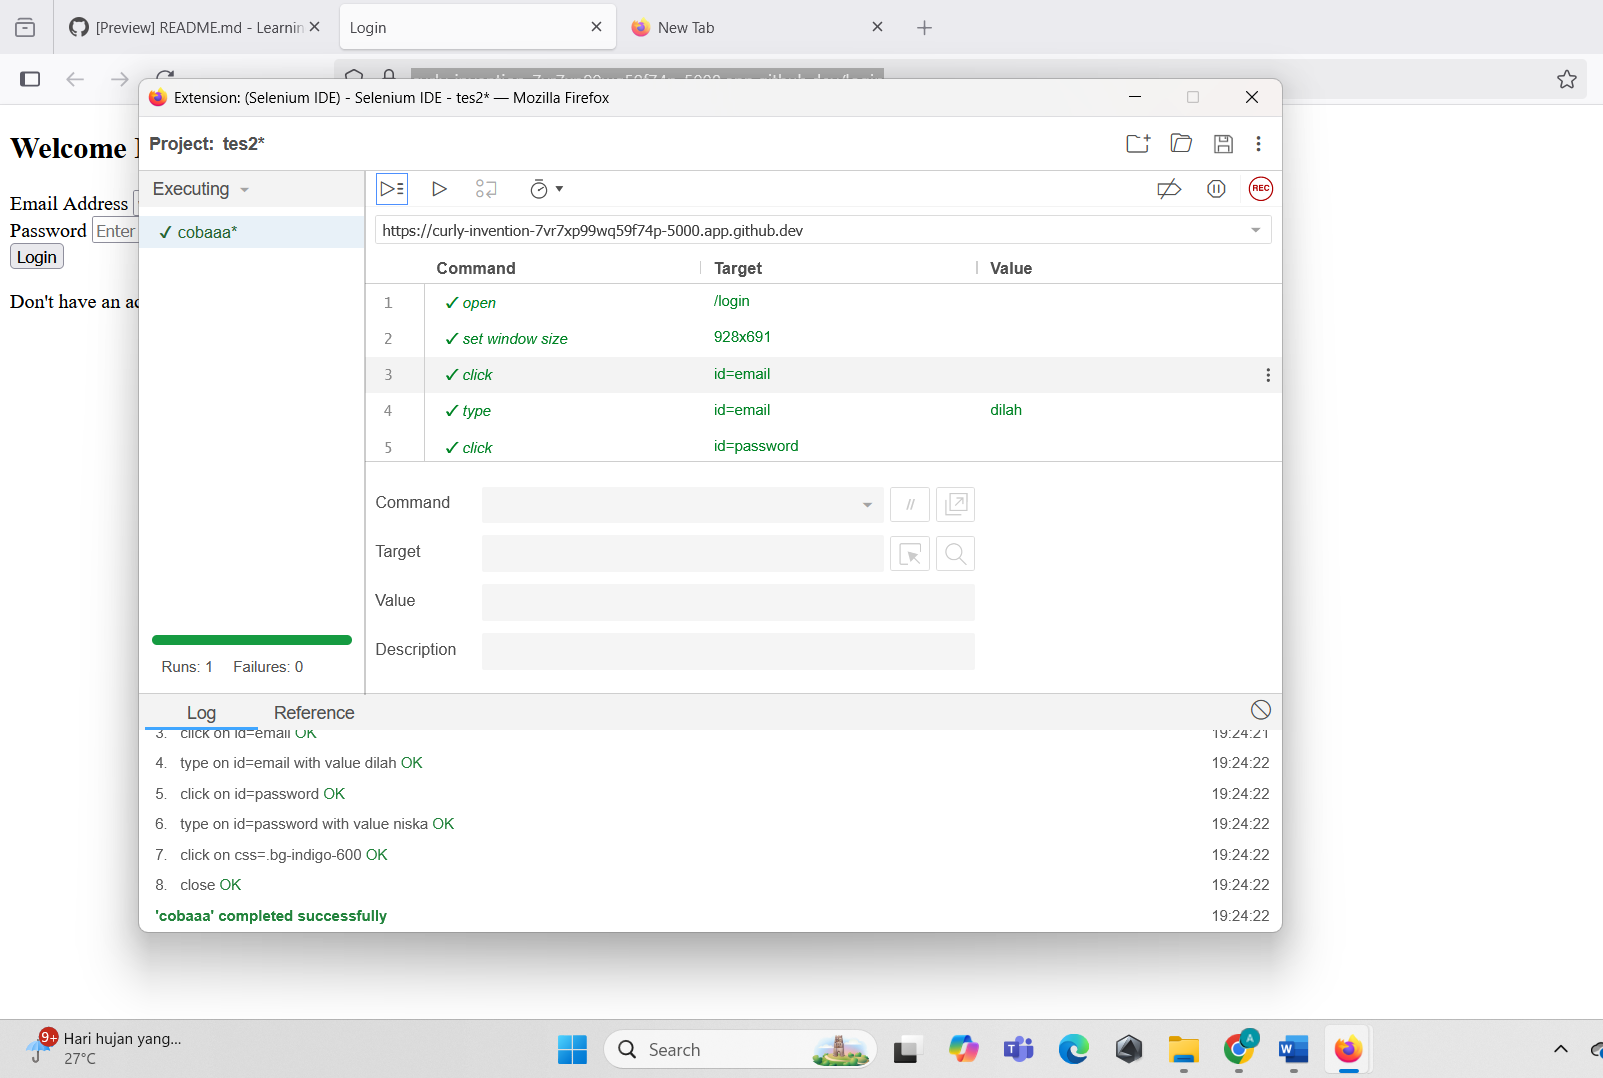 [Preview] README.md - Learnin
Login
New Tab
Extension: (Selenium IDE) - Selenium IDE - tes2* — Mozilla Firefox
Welcome
Email Address
Password Enter
Login
Don't have an ac
Project: tes2*
Executing
✓ cobaaa*
REC
https://curly-invention-7vr7xp99wq59f74p-5000.app.github.dev
Command Target Value
1 ✓ open /login
2 ✓ set window size 928x691
3 ✓ click id=email
4 ✓ type id=email dilah
5 ✓ click id=password
Command //
Target
Value
Description
Runs: 1 Failures: 0
Log Reference
3. click on id=email OK 19:24:21
4. type on id=email with value dilah OK 19:24:22
5. click on id=password OK 19:24:22
6. type on id=password with value niska OK 19:24:22
7. click on css=.bg-indigo-600 OK 19:24:22
8. close OK 19:24:22
'cobaaa' completed successfully 19:24:22
9+ Hari hujan yang...
27°C
Search
A